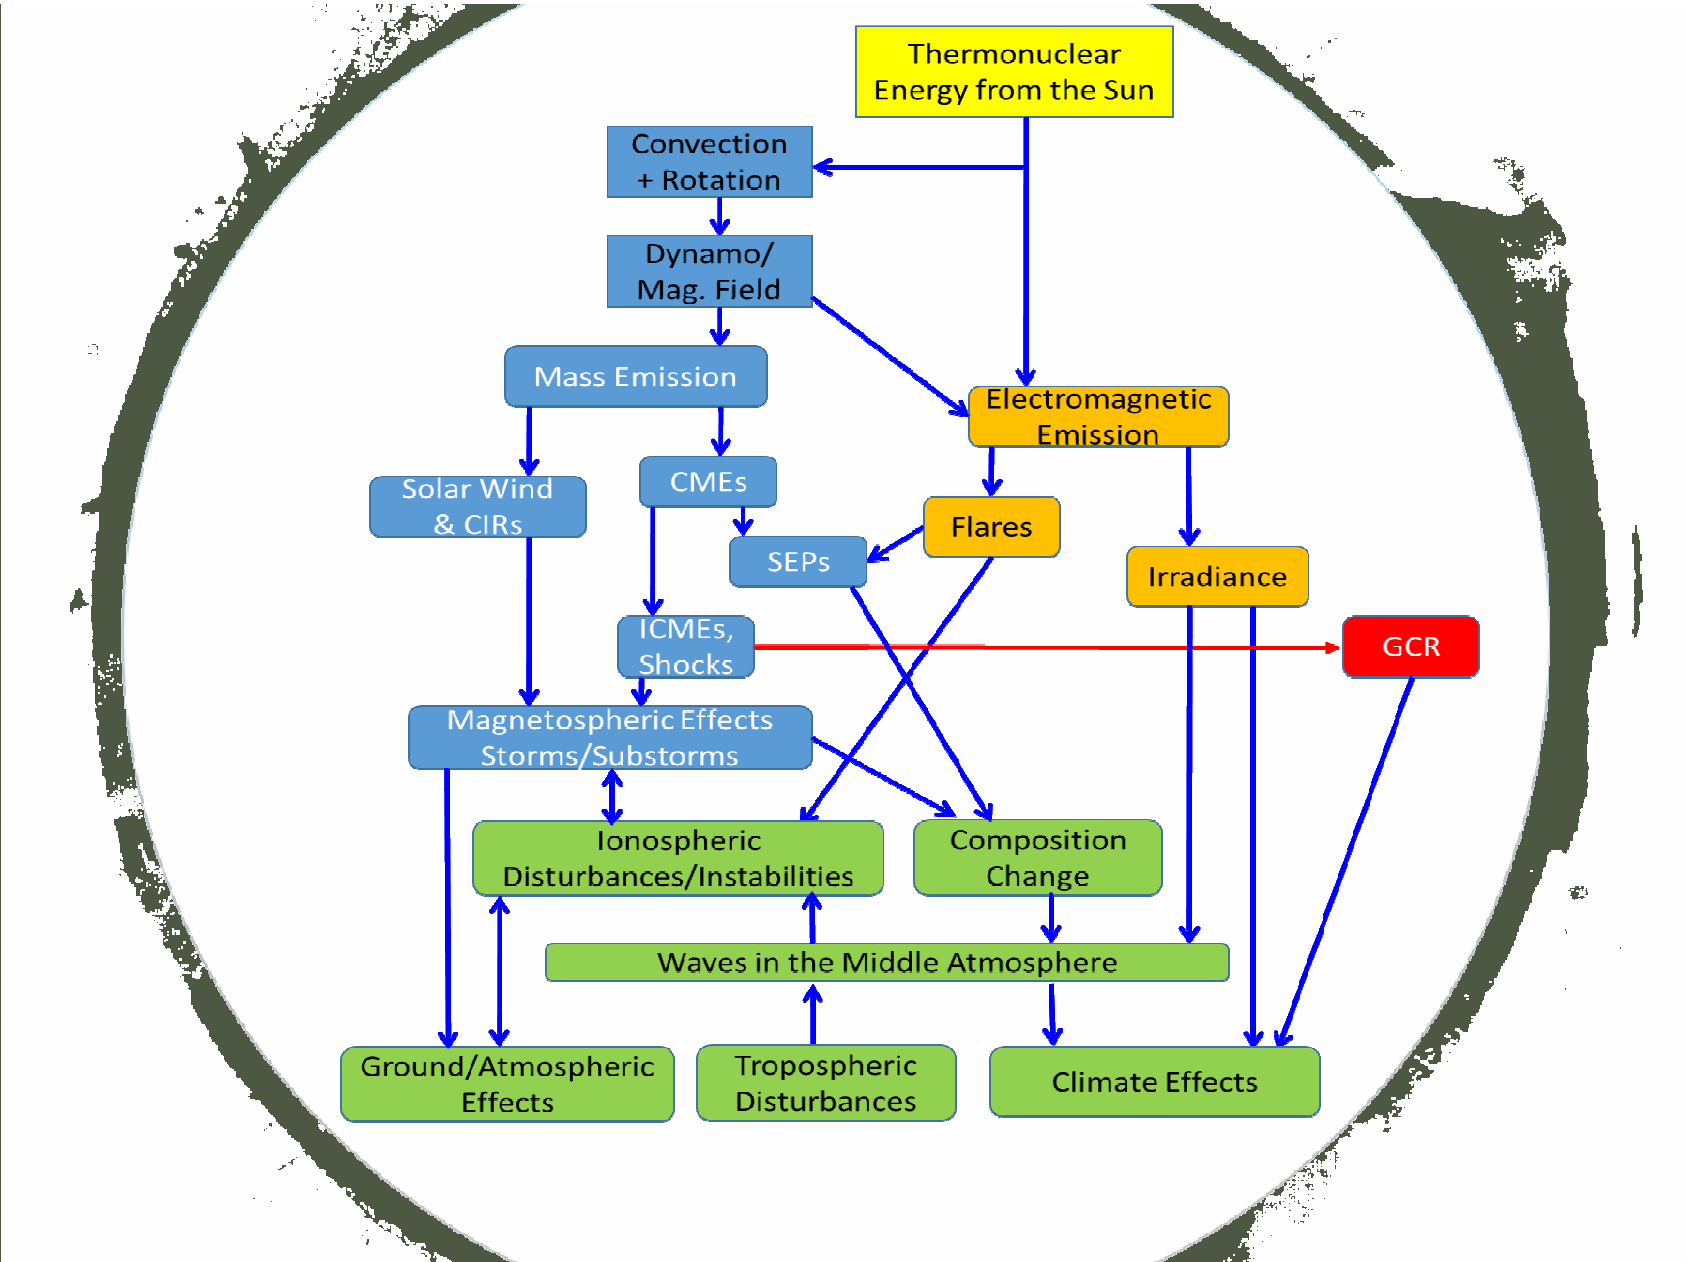 Thermonuclear
Energy from the Sun
Convection
+ Rotation
Dynamo/
Mag. Field
Mass Emission
Electromagnetic
Emission
Solar Wind
& CIRs
CMEs
Flares
SEPs
Irradiance
ICMEs,
Shocks
GCR
Magnetospheric Effects
Storms/Substorms
Ionospheric
Disturbances/Instabilities
Composition
Change
Waves in the Middle Atmosphere
Ground/Atmospheric
Effects
Tropospheric
Disturbances
Climate Effects